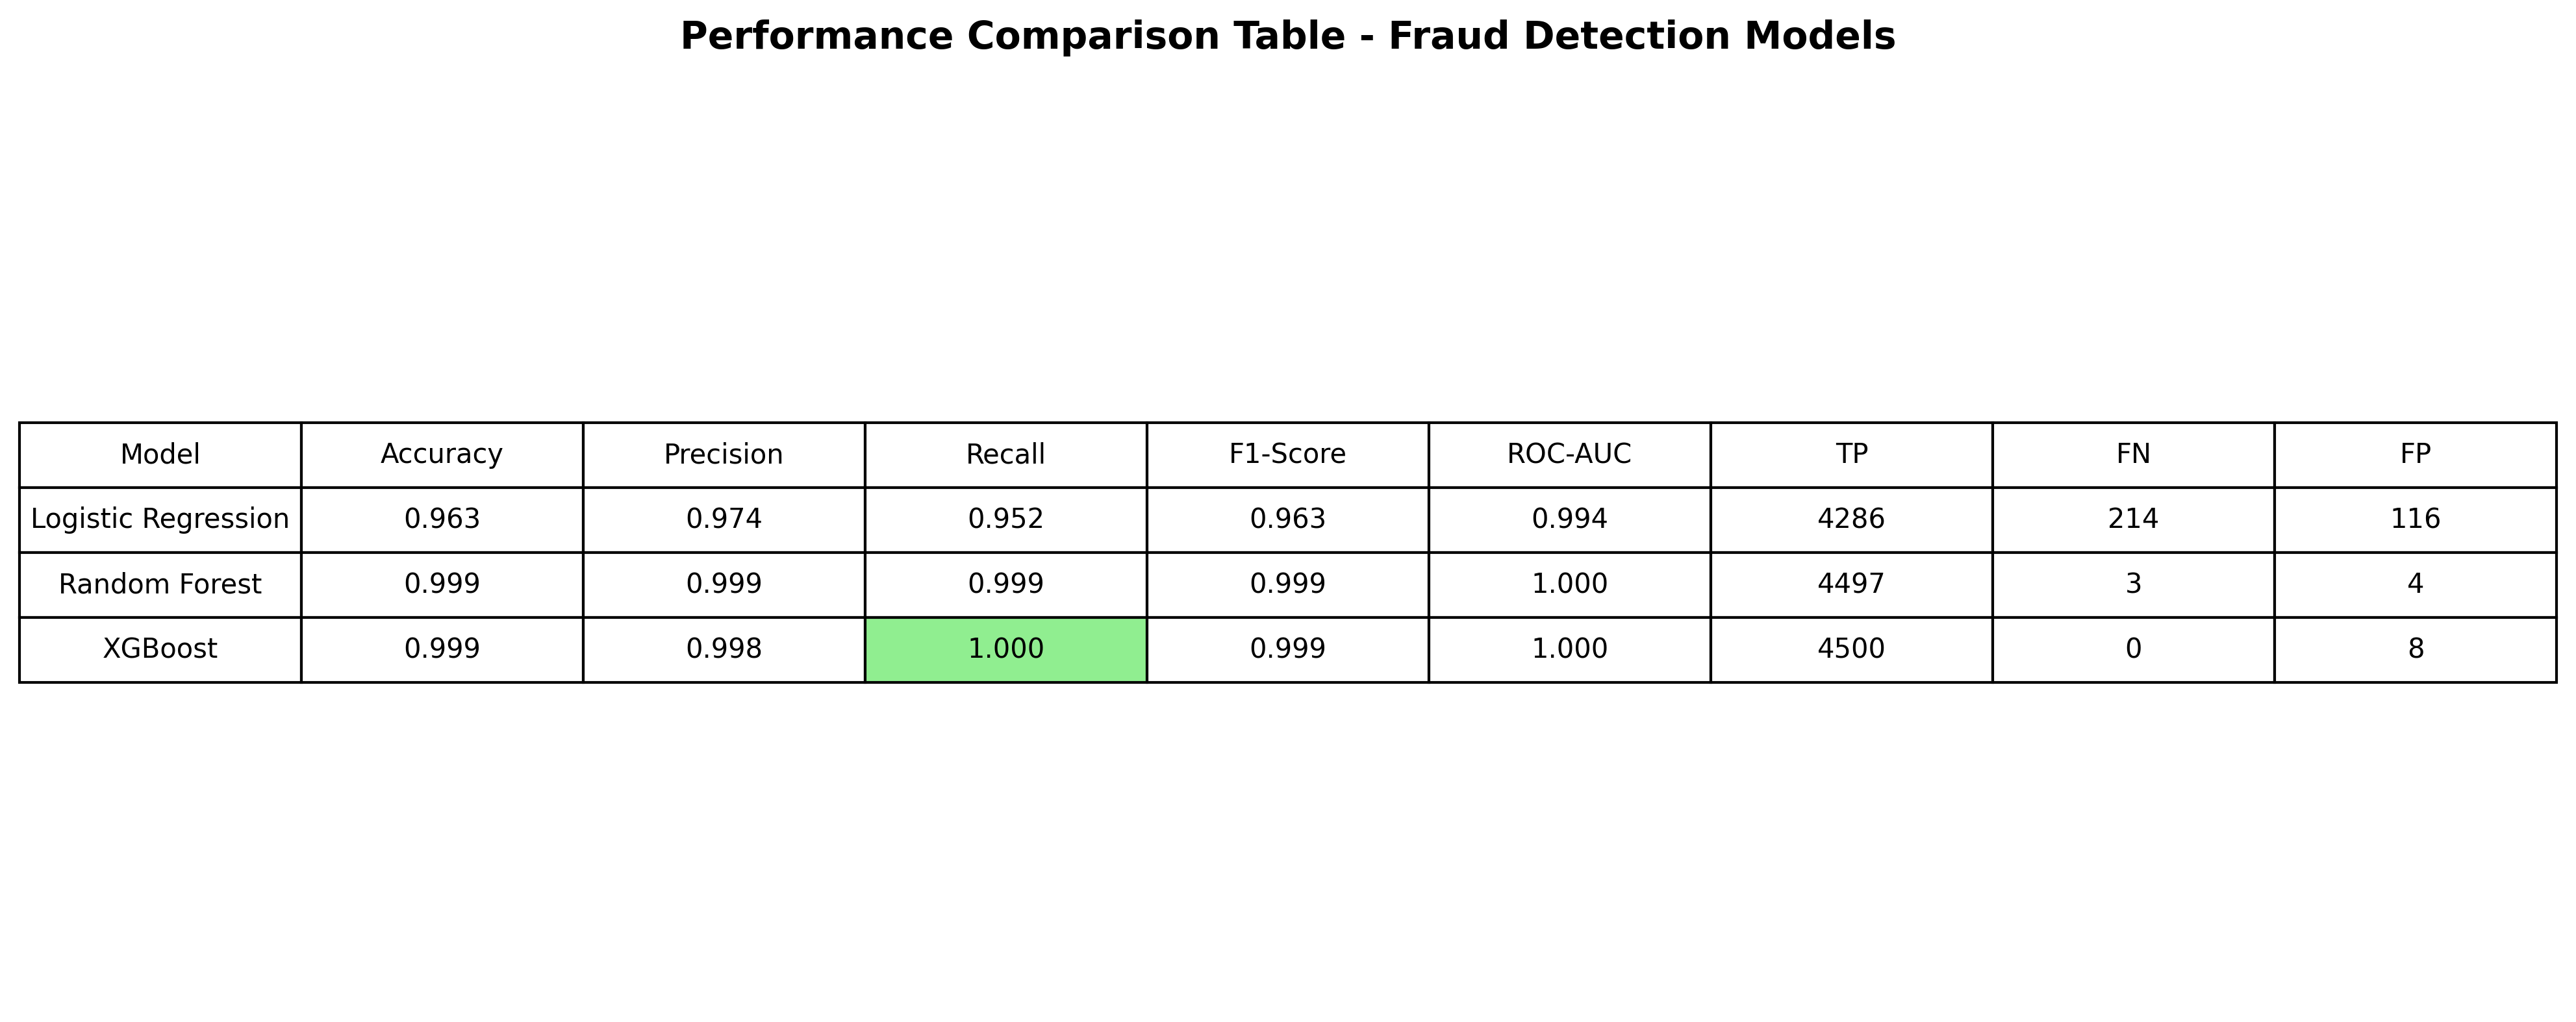 Performance Comparison Table - Fraud Detection Models
Model Accuracy Precision Recall F1-Score ROC-AUC TP FN FP
Logistic Regression 0.963 0.974 0.952 0.963 0.994 4286 214 116
Random Forest 0.999 0.999 0.999 0.999 1.000 4497 3 4
XGBoost 0.999 0.998 1.000 0.999 1.000 4500 0 8